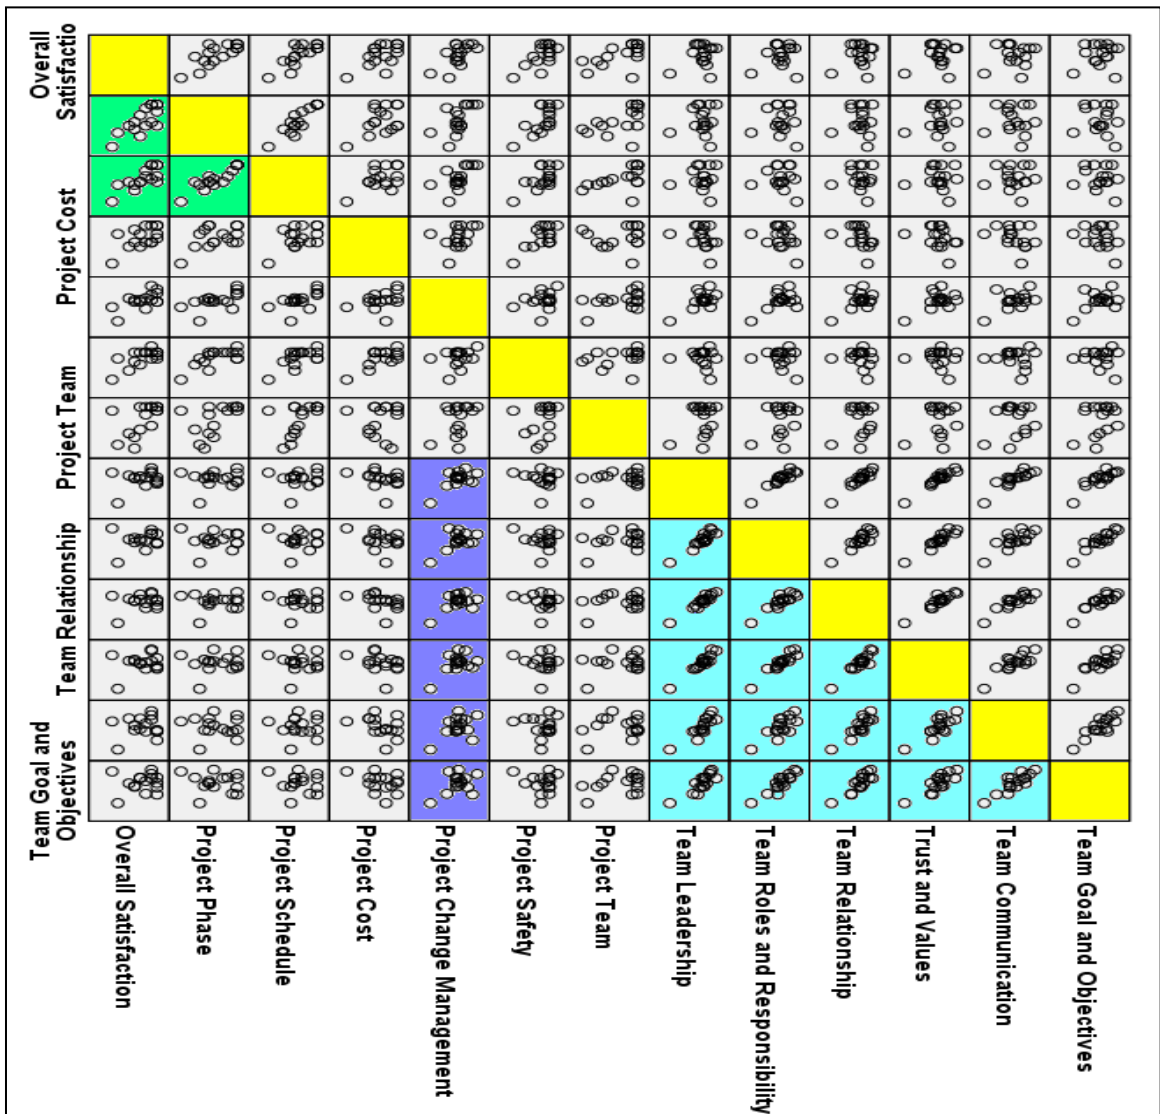 Overall
Satisfactio
Project Cost
Project Team
Team Relationship
Team Goal and
Objectives
Overall Satisfaction
Project Phase
Project Schedule
Project Cost
Project Change Management
Project Safety
Project Team
Team Leadership
Team Roles and Responsibility
Team Relationship
Trust and Values
Team Communication
Team Goal and Objectives